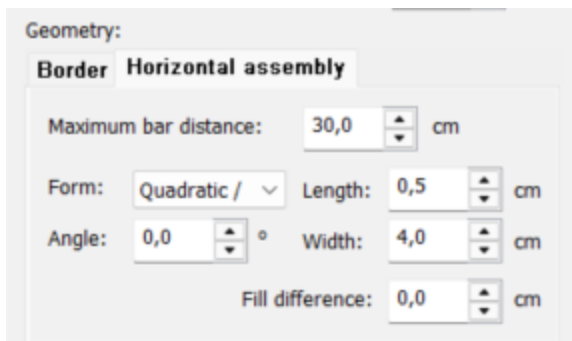 Geometry:
Border Horizontal assembly
Maximum bar distance: 30,0 cm
Form: Quadratic / Length: 0,5 cm
Angle: 0,0 ° Width: 4,0 cm
Fill difference: 0,0 cm